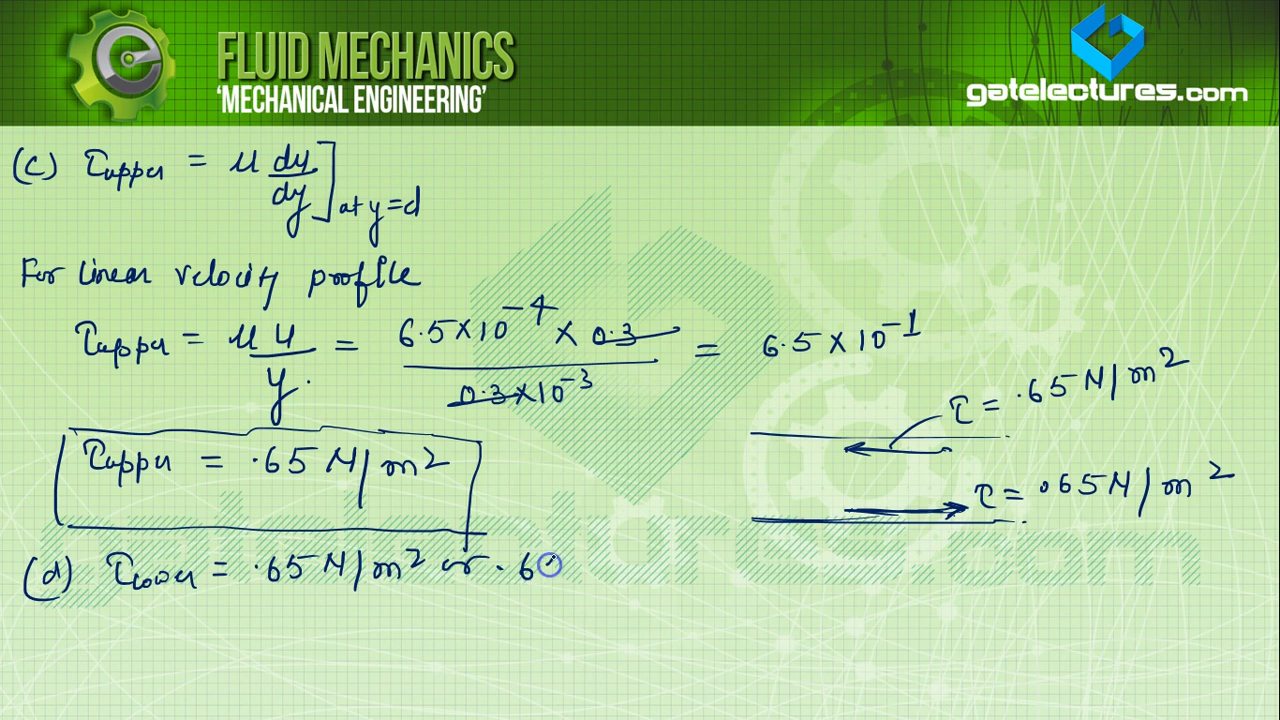 FLUID MECHANICS
'MECHANICAL ENGINEERING'
gatelectures.com
(c) τupper = μ du/dy ] at y=d
For linear velocity profile
τupper = μ u / y. = 6.5×10⁻⁴ × 0.3 / 0.3×10⁻³ = 6.5 × 10⁻¹
τupper = .65 N/m²
τ = .65 N/m²
τ = .065 N/m²
(d) τlower = .65 N/m² or .6